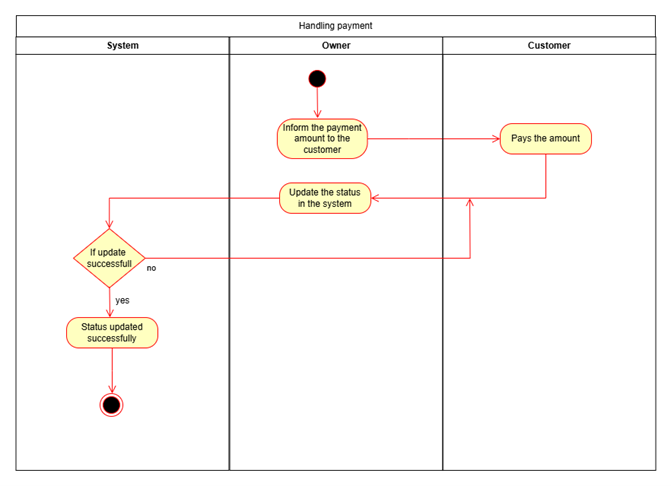 Handling payment
System
Owner
Customer
Inform the payment
amount to the
customer
Pays the amount
Update the status
in the system
If update
successfull
no
yes
Status updated
successfully